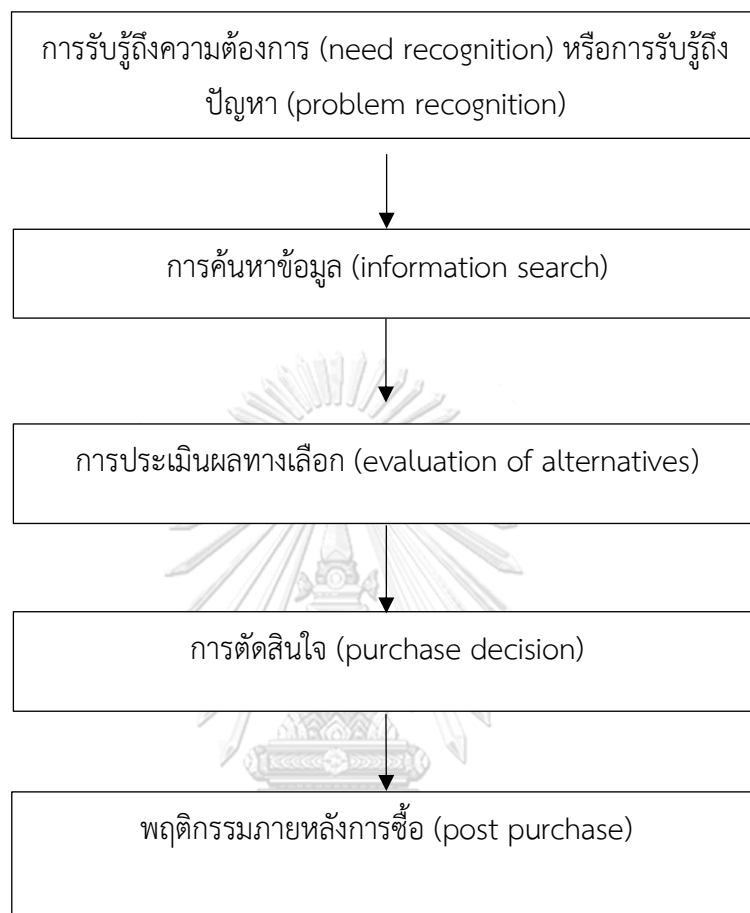 การรับรู้ถึงความต้องการ (need recognition) หรือการรับรู้ถึง
ปัญหา (problem recognition)
การค้นหาข้อมูล (information search)
การประเมินผลทางเลือก (evaluation of alternatives)
การตัดสินใจ (purchase decision)
พฤติกรรมภายหลังการซื้อ (post purchase)